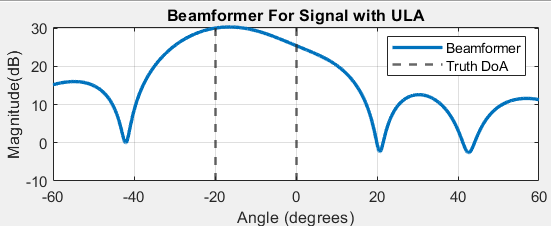 Beamformer For Signal with ULA
30
20
10
0
-10
Magnitude(dB)
Beamformer
Truth DoA
-60 -40 -20 0 20 40 60
Angle (degrees)